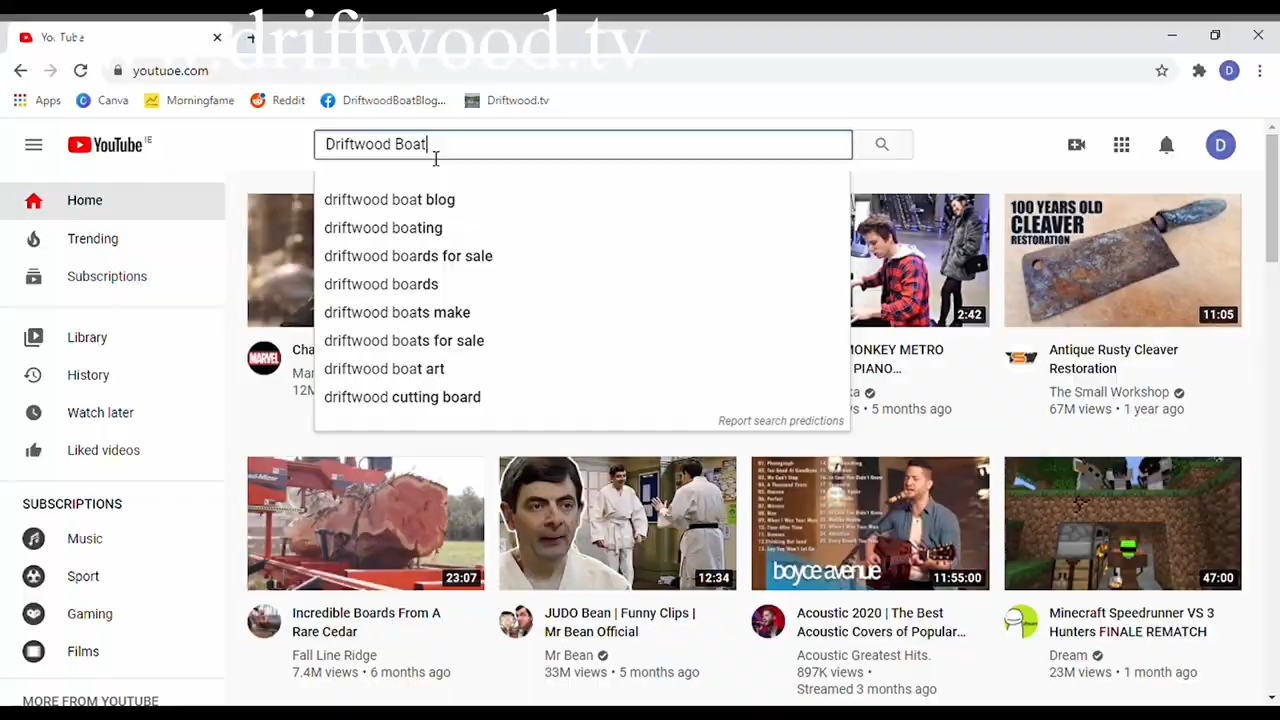 .driftwood.tv
You Tube
youtupe.com
Apps
Canva
Morningfame
Reddit
DriftwoodBoatBlog...
Driftwood.tv
D
YouTube IE
Driftwood Boat
D
driftwood boat blog
driftwood boating
driftwood boards for sale
driftwood boards
driftwood boats make
driftwood boats for sale
driftwood boat art
driftwood cutting board
Report search predictions
Home
Trending
Subscriptions
Library
History
Watch later
Liked videos
SUBSCRIPTIONS
Music
Sport
Gaming
Films
MORE FROM YOUTUBE
MARVEL
Cha
Mar
12M
2:42
MONKEY METRO
PIANO...
ka
s • 5 months ago
100 YEARS OLD
CLEAVER
RESTORATION
11:05
Antique Rusty Cleaver
Restoration
The Small Workshop
67M views • 1 year ago
23:07
Incredible Boards From A
Rare Cedar
Fall Line Ridge
7.4M views • 6 months ago
12:34
JUDO Bean | Funny Clips |
Mr Bean Official
Mr Bean
33M views • 5 months ago
boyce avenue
11:55:00
Acoustic 2020 | The Best
Acoustic Covers of Popular...
Acoustic Greatest Hits.
897K views •
Streamed 3 months ago
47:00
Minecraft Speedrunner VS 3
Hunters FINALE REMATCH
Dream
23M views • 1 month ago